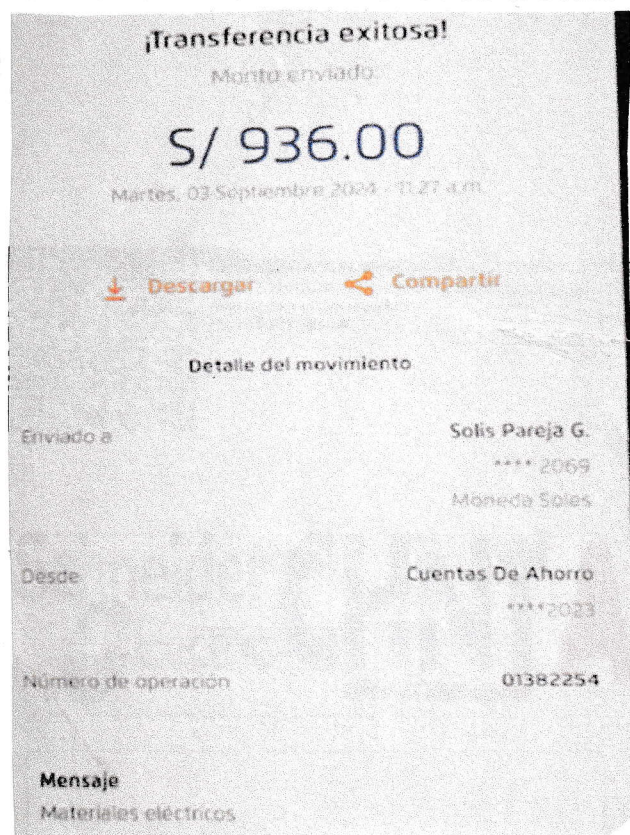 ¡Transferencia exitosa!
Monto enviado:
S/ 936.00
Martes, 03 Septiembre 2024 - 11:27 a.m.
Descargar Compartir
Detalle del movimiento
Enviado a Solis Pareja G.
**** 2069
Moneda Soles
Desde Cuentas De Ahorro
****2023
Número de operación 01382254
Mensaje
Materiales eléctricos